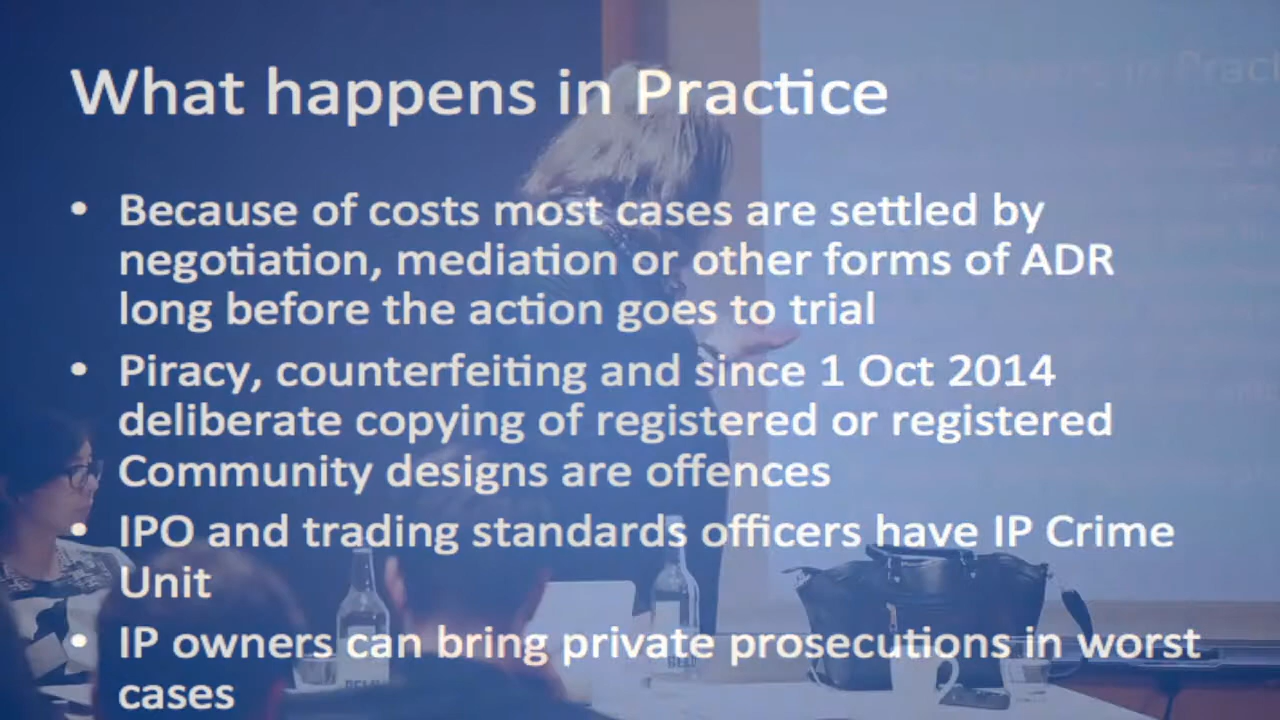 What happens in Practice
• Because of costs most cases are settled by
negotiation, mediation or other forms of ADR
long before the action goes to trial
• Piracy, counterfeiting and since 1 Oct 2014
deliberate copying of registered or registered
Community designs are offences
• IPO and trading standards officers have IP Crime
Unit
• IP owners can bring private prosecutions in worst
cases